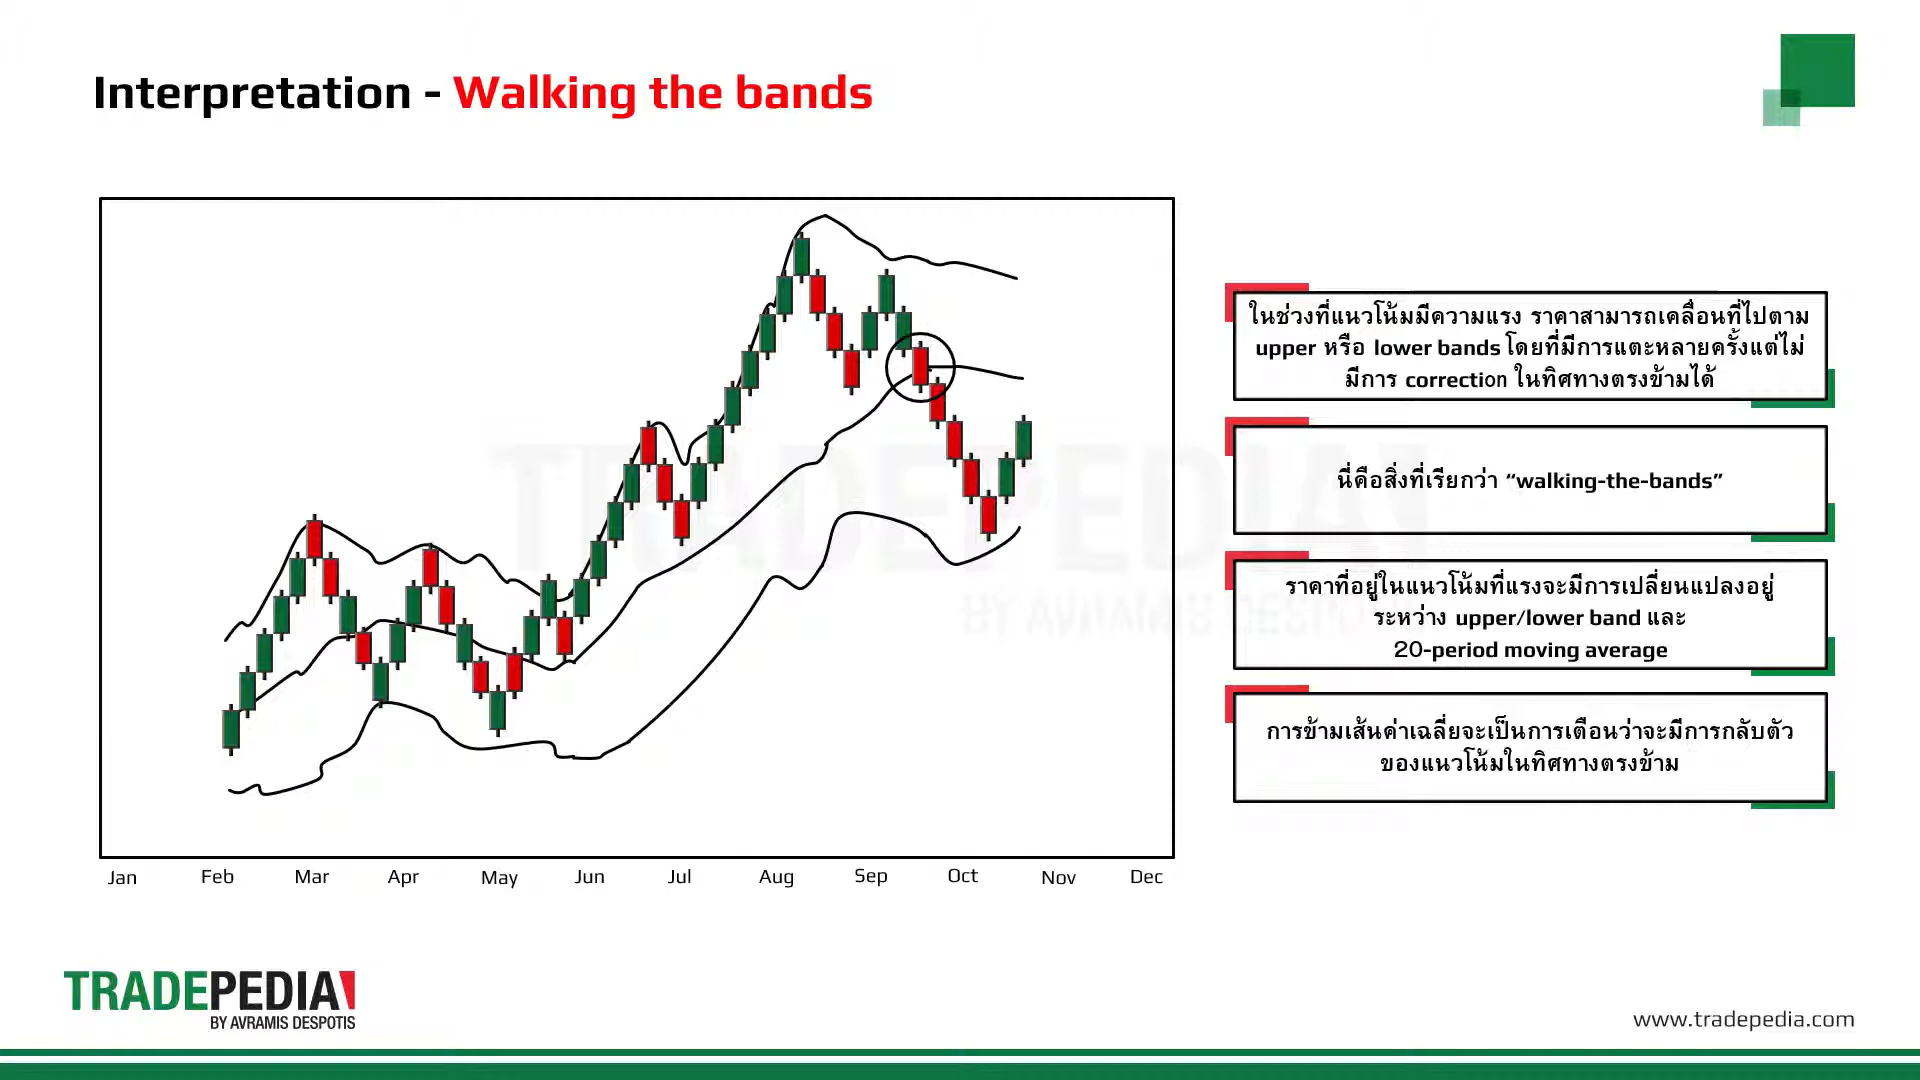 Interpretation - Walking the bands
ในช่วงที่แนวโน้มมีความแรง ราคาสามารถเคลื่อนที่ไปตาม
upper หรือ lower bands โดยที่มีการแตะหลายครั้งแต่ไม่
มีการ correction ในทิศทางตรงข้ามได้
นี่คือสิ่งที่เรียกว่า “walking-the-bands”
ราคาที่อยู่ในแนวโน้มที่แรงจะมีการเปลี่ยนแปลงอยู่
ระหว่าง upper/lower band และ
20-period moving average
การข้ามเส้นค่าเฉลี่ยจะเป็นการเตือนว่าจะมีการกลับตัว
ของแนวโน้มในทิศทางตรงข้าม
TRADEPEDIA
BY AVRAMIS DESPOTIS
Jan Feb Mar Apr May Jun Jul Aug Sep Oct Nov Dec
TRADEPEDIA
BY AVRAMIS DESPOTIS
www.tradepedia.com